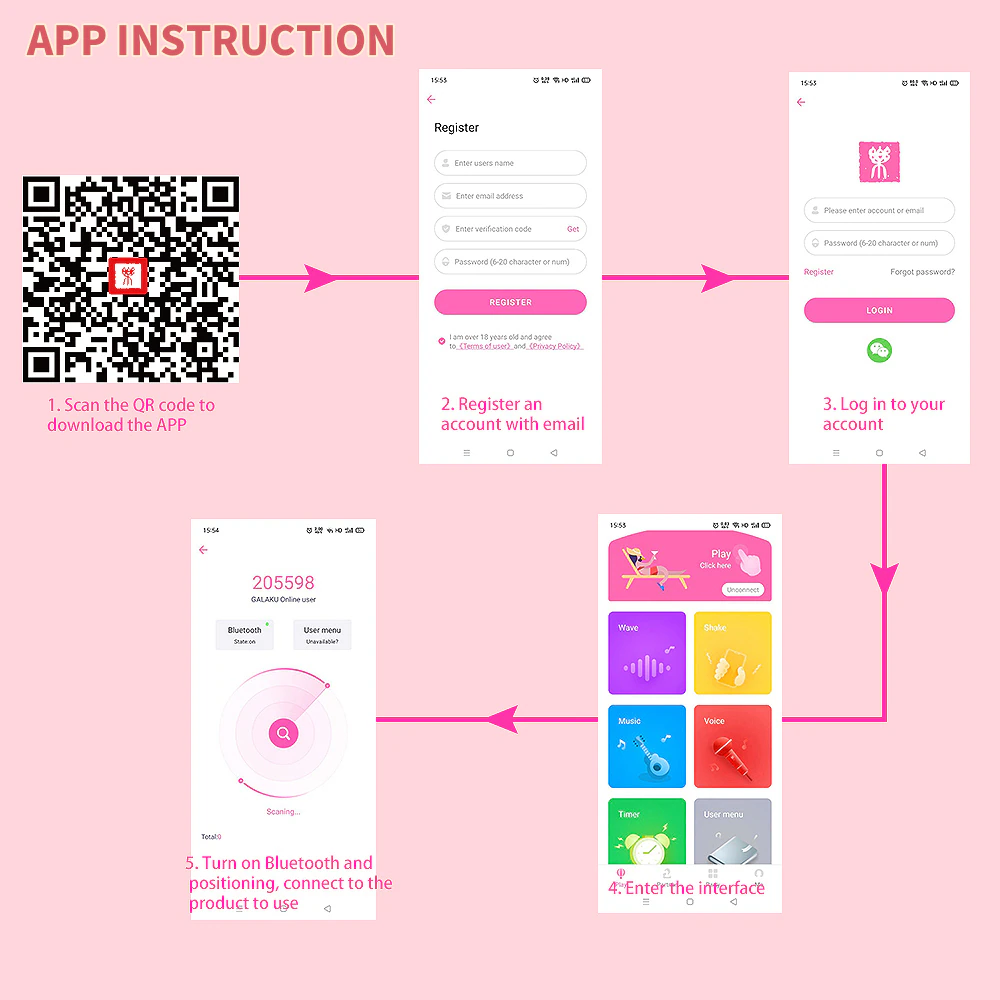 APP INSTRUCTION
1. Scan the QR code to
download the APP
15:53
Register
Enter users name
Enter email address
Enter verification code Get
Password (6-20 character or num)
REGISTER
I am over 18 years old and agree
to《Terms of user》and《Privacy Policy》
2. Register an
account with email
15:53
Please enter account or email
Password (6-20 character or num)
Register Forgot password?
LOGIN
3. Log in to your
account
15:53
Play
Click here
Unconnect
Wave Shake
Music Voice
Timer User menu
4. Enter the interface
15:54
205598
GALAKU Online user
Bluetooth User menu
State:on Unavailable?
Scaning...
Total:0
5. Turn on Bluetooth and
positioning, connect to the
product to use